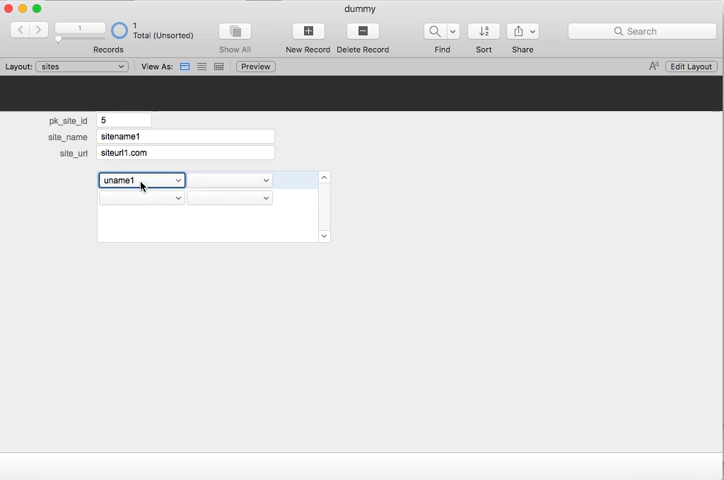 dummy
1
1
Total (Unsorted)
Records
Show All
New Record
Delete Record
Find
Sort
Share
Search
Layout: sites
View As:
Preview
Aa
Edit Layout
pk_site_id 5
site_name sitename1
site_url siteurl1.com
uname1